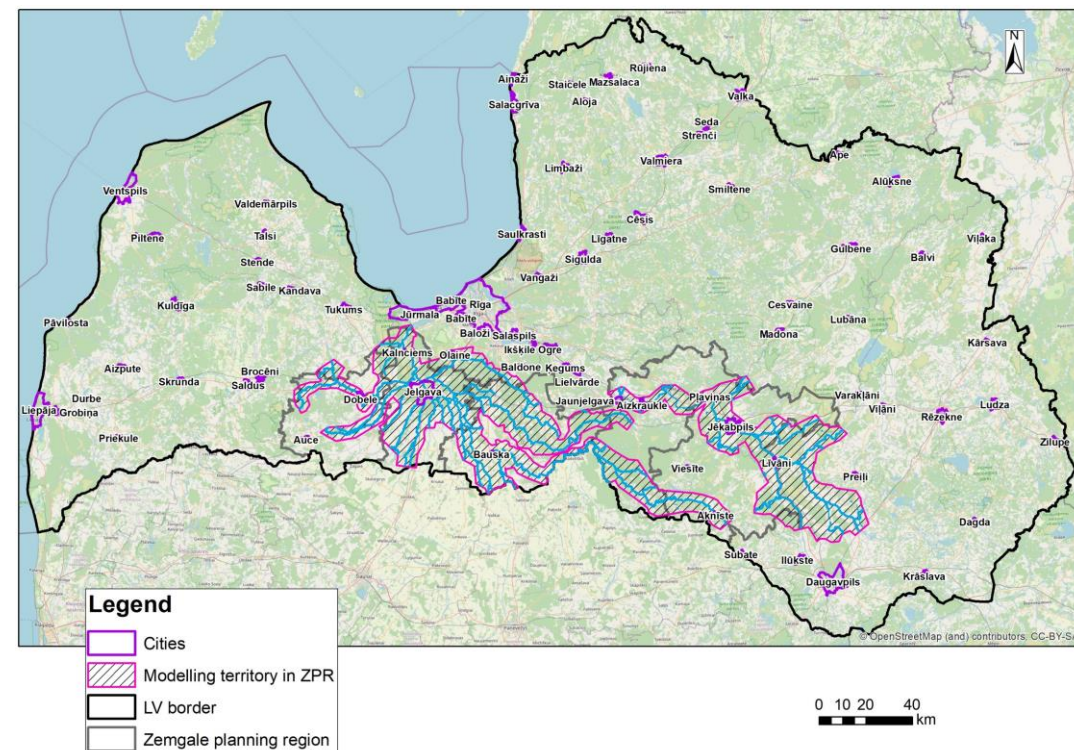 N
Ainaži
Staicele
Mazsalaca
Rūjiena
Salacgrīva
Aloja
Valka
Seda
Strenči
Limbaži
Valmiera
Ape
Alūksne
Smiltene
Ventspils
Valdemārpils
Piltene
Talsi
Cēsis
Saulkrasti
Līgatne
Sigulda
Gulbene
Balvi
Viļaka
Stende
Vangaži
Sabile
Kandava
Kuldīga
Tukums
Babīte
Rīga
Jūrmala
Babīte
Cesvaine
Lubāna
Pāvilosta
Baloži
Salaspils
Madona
Kārsava
Kalnciems
Olaine
Ikšķile
Ogre
Aizpute
Skrunda
Brocēni
Saldus
Baldone
Ķegums
Lielvārde
Durbe
Dobele
Jelgava
Jaunjelgava
Aizkraukle
Pļaviņas
Varakļāni
Viļāni
Rēzekne
Ludza
Liepāja
Grobiņa
Priekule
Auce
Bauska
Jēkabpils
Zilupe
Viesīte
Līvāni
Preiļi
Aknīste
Dagda
Subate
Ilūkste
Daugavpils
Krāslava
© OpenStreetMap (and) contributors, CC-BY-SA
Legend
Cities
Modelling territory in ZPR
LV border
Zemgale planning region
0 10 20 40
km